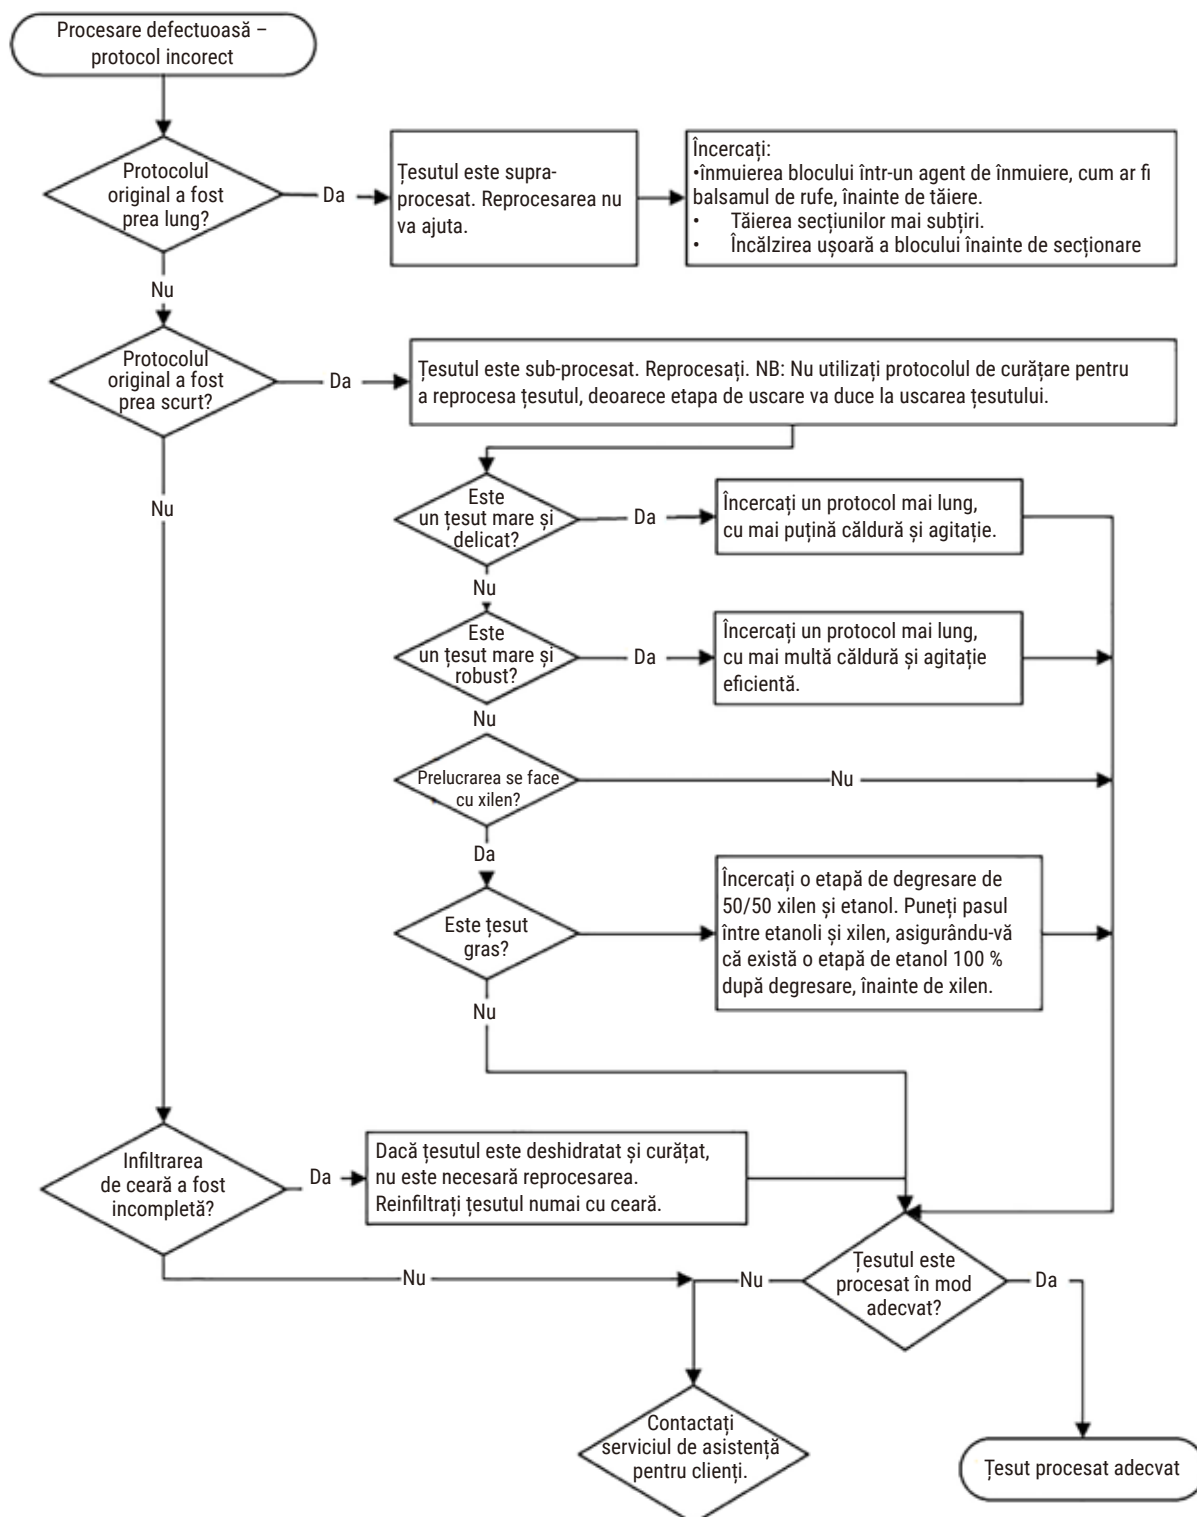 Procesare defectuoasă –
protocol incorect
Protocolul
original a fost
prea lung?
Da
Țesutul este supra-
procesat. Reprocesarea nu
va ajuta.
Încercați:
•înmuierea blocului într-un agent de înmuiere, cum ar fi
balsamul de rufe, înainte de tăiere.
• Tăierea secțiunilor mai subțiri.
• Încălzirea ușoară a blocului înainte de secționare
Nu
Protocolul
original a fost
prea scurt?
Da
Țesutul este sub-procesat. Reprocesați. NB: Nu utilizați protocolul de curățare pentru
a reprocesa țesutul, deoarece etapa de uscare va duce la uscarea țesutului.
Nu
Este
un țesut mare și
delicat?
Da
Încercați un protocol mai lung,
cu mai puțină căldură și agitație.
Nu
Este
un țesut mare și
robust?
Da
Încercați un protocol mai lung,
cu mai multă căldură și agitație
eficientă.
Nu
Prelucrarea se face
cu xilen?
Nu
Da
Este țesut
gras?
Încercați o etapă de degresare de
50/50 xilen și etanol. Puneți pasul
între etanoli și xilen, asigurându-vă
că există o etapă de etanol 100 %
după degresare, înainte de xilen.
Nu
Infiltrarea
de ceară a fost
incompletă?
Da
Dacă țesutul este deshidratat și curățat,
nu este necesară reprocesarea.
Reinfiltrați țesutul numai cu ceară.
Nu
Țesutul este
procesat în mod
adecvat?
Nu
Da
Contactați
serviciul de asistență
pentru clienți.
Țesut procesat adecvat